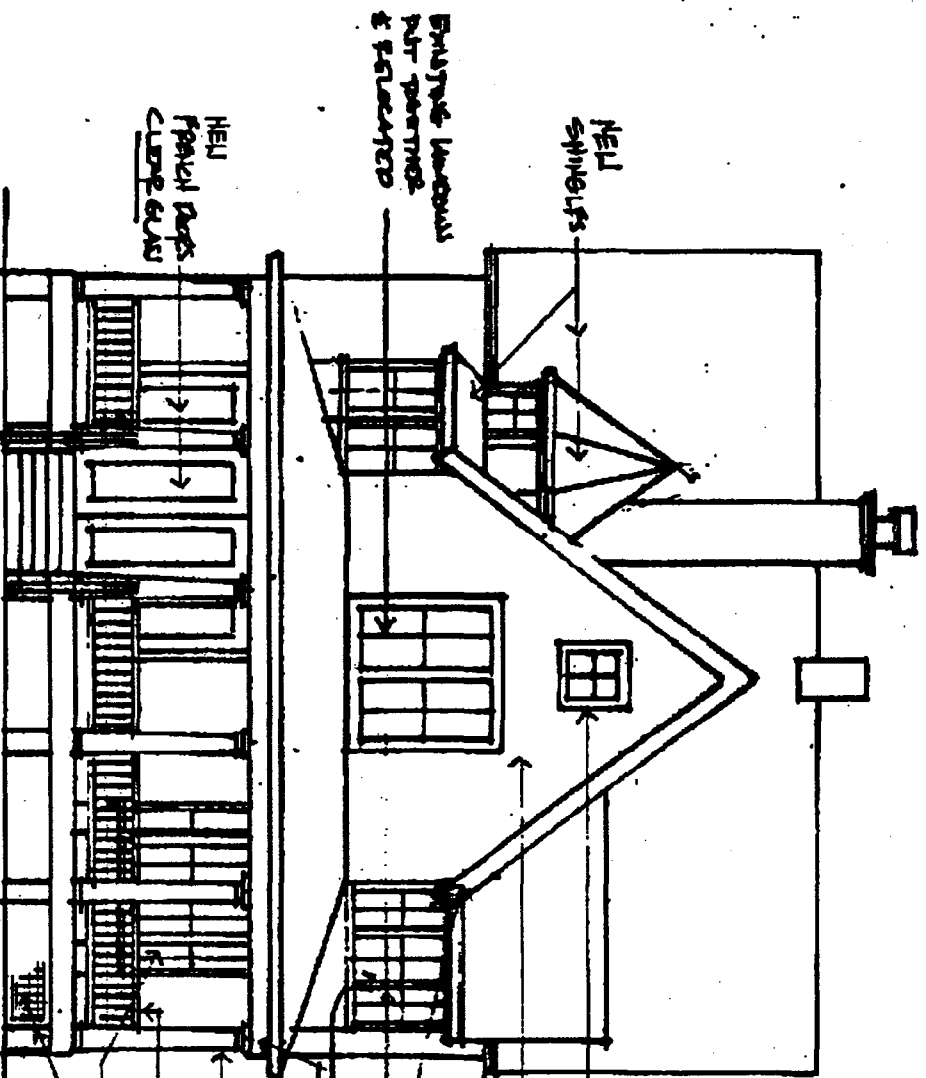 NEW
SHINGLES
EXISTING WINDOWS
PUT TOGETHER
& RELOCATED
NEW
FRENCH DOORS
CLEAR GLASS